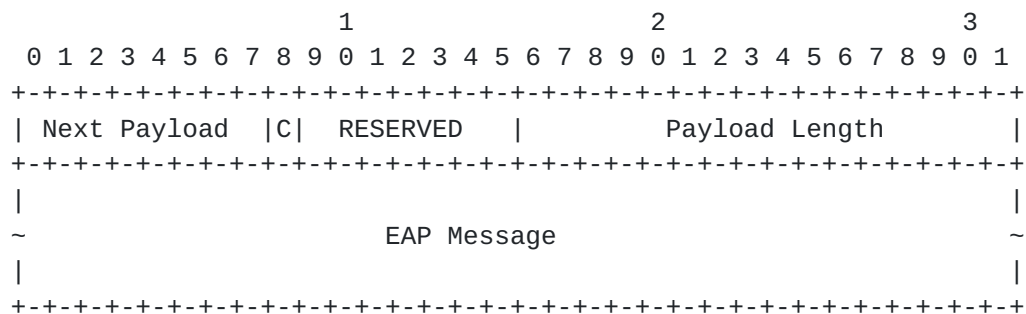 1                   2                   3
 0 1 2 3 4 5 6 7 8 9 0 1 2 3 4 5 6 7 8 9 0 1 2 3 4 5 6 7 8 9 0 1
+-+-+-+-+-+-+-+-+-+-+-+-+-+-+-+-+-+-+-+-+-+-+-+-+-+-+-+-+-+-+-+-+
| Next Payload  |C|  RESERVED   |         Payload Length        |
+-+-+-+-+-+-+-+-+-+-+-+-+-+-+-+-+-+-+-+-+-+-+-+-+-+-+-+-+-+-+-+-+
|                                                               |
~                       EAP Message                             ~
|                                                               |
+-+-+-+-+-+-+-+-+-+-+-+-+-+-+-+-+-+-+-+-+-+-+-+-+-+-+-+-+-+-+-+-+